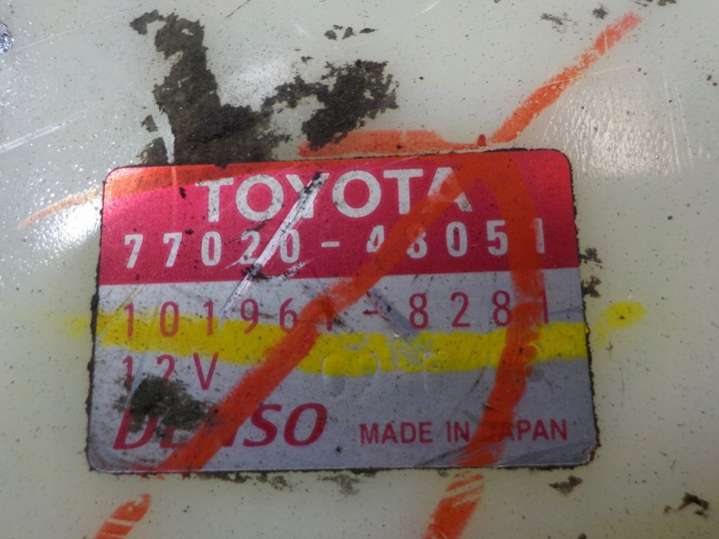 TOYOTA
77020-48051
101961-8281
12V
DENSO MADE IN JAPAN